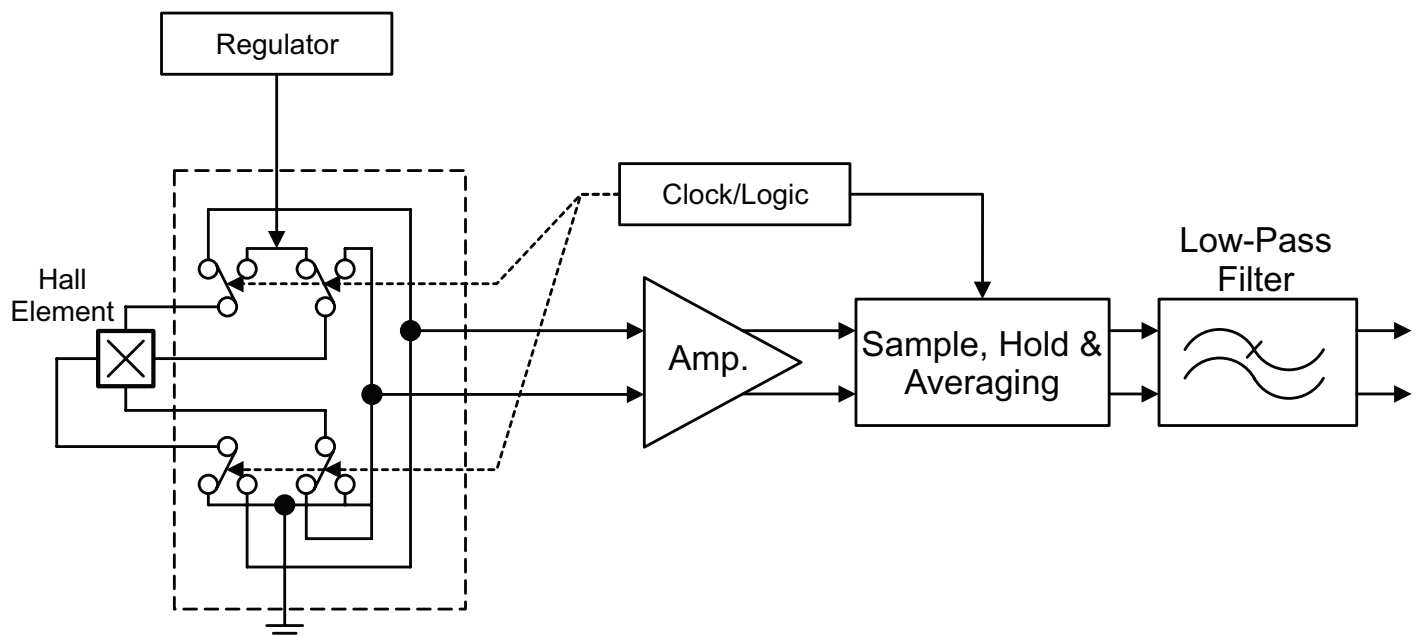 Regulator
Clock/Logic
Low-Pass
Filter
Hall
Element
Amp.
Sample, Hold &
Averaging